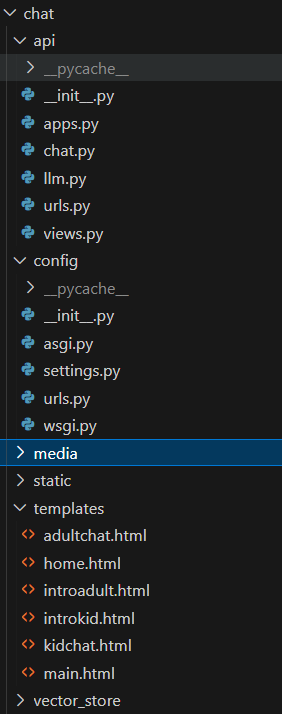 chat
api
__pycache__
__init__.py
apps.py
chat.py
llm.py
urls.py
views.py
config
__pycache__
__init__.py
asgi.py
settings.py
urls.py
wsgi.py
media
static
templates
adultchat.html
home.html
introadult.html
introkid.html
kidchat.html
main.html
vector_store